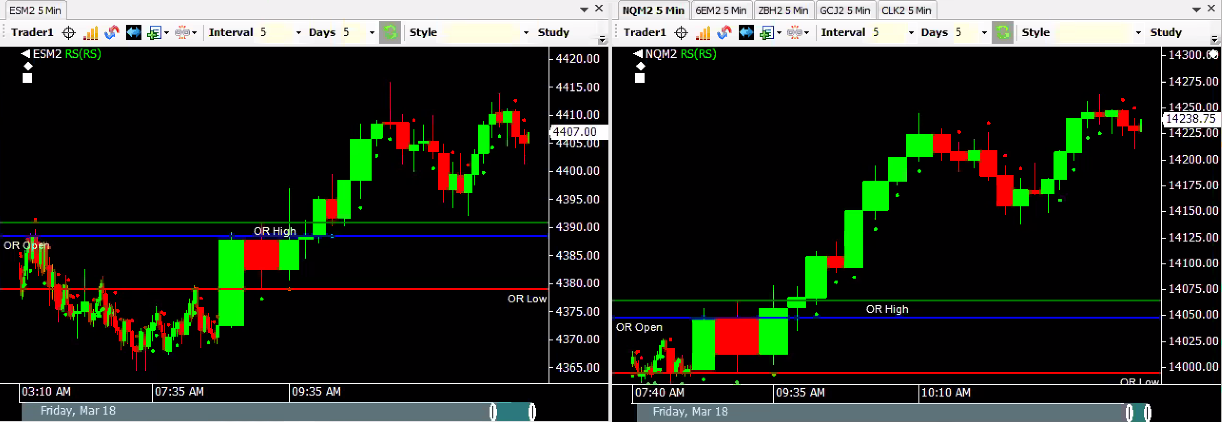 ESM2 5 Min
Trader1 Interval 5 Days 5 Style Study
ESM2 RS(RS)
4420.00
4415.00
4410.00
4407.00
4405.00
4400.00
4395.00
4390.00
4385.00
4380.00
4375.00
4370.00
4365.00
OR High
OR Open
OR Low
03:10 AM 07:35 AM 09:35 AM
Friday, Mar 18
NQM2 5 Min 6EM2 5 Min ZBH2 5 Min GCJ2 5 Min CLK2 5 Min
Trader1 Interval 5 Days 5 Style Study
NQM2 RS(RS)
14300.00
14275.00
14250.00
14238.75
14225.00
14200.00
14175.00
14150.00
14125.00
14100.00
14075.00
14050.00
14025.00
14000.00
OR High
OR Open
OR Low
07:40 AM 09:35 AM 10:10 AM
Friday, Mar 18